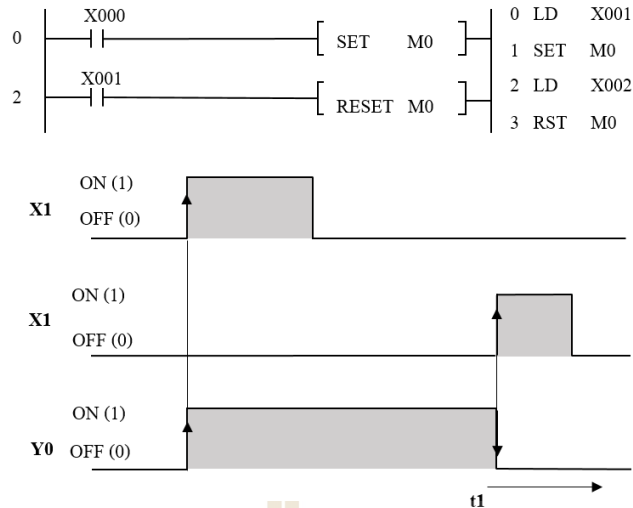 X000
0
SET M0
X001
2
RESET M0
0 LD X001
1 SET M0
2 LD X002
3 RST M0
ON (1)
X1
OFF (0)
ON (1)
X1
OFF (0)
ON (1)
Y0
OFF (0)
t1